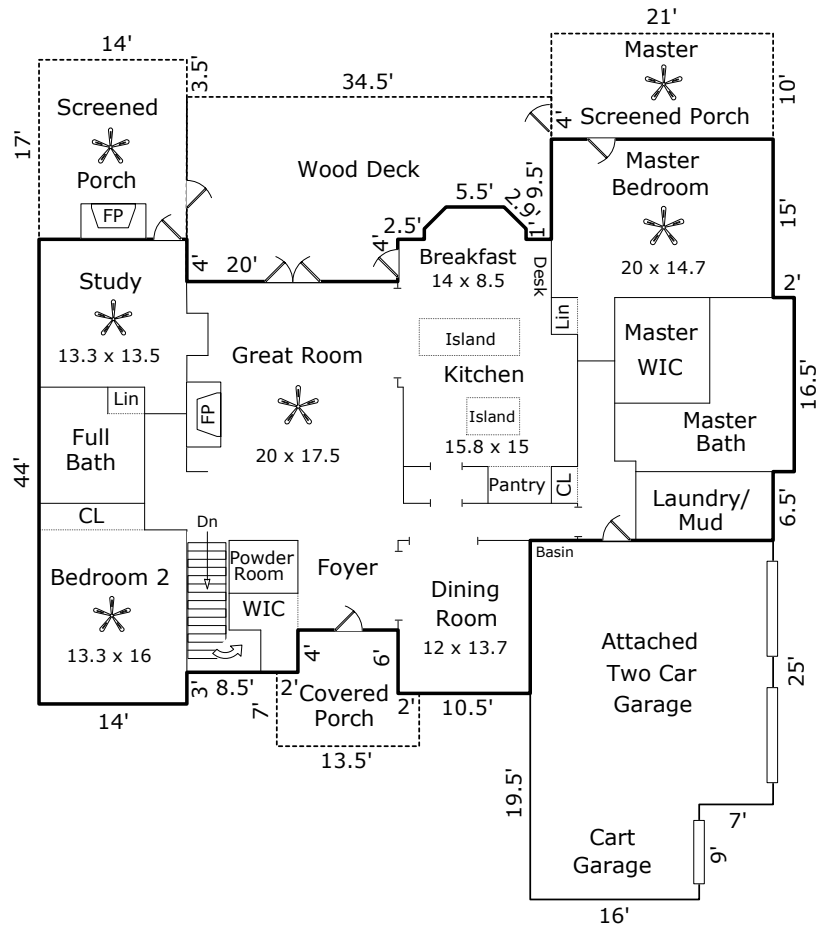 21'
14'
Master
Screened Porch
10'
3.5'
34.5'
4'
Screened
Porch
17'
FP
Wood Deck
9.5'
Master
Bedroom
20 x 14.7
15'
5.5'
2.9'
1'
2.5'
4'
4'
20'
Breakfast
14 x 8.5
Desk
2'
Study
13.3 x 13.5
Lin
Island
Master
WIC
Great Room
20 x 17.5
Kitchen
Island
15.8 x 15
16.5'
FP
Lin
Full
Bath
44'
Master
Bath
Pantry
CL
Laundry/
Mud
6.5'
CL
Dn
Powder
Room
Foyer
Basin
Bedroom 2
13.3 x 16
WIC
Dining
Room
12 x 13.7
Attached
Two Car
Garage
25'
4'
6'
3'
8.5'
2'
7'
Covered
Porch
2'
10.5'
14'
13.5'
19.5'
7'
Cart
Garage
9'
16'